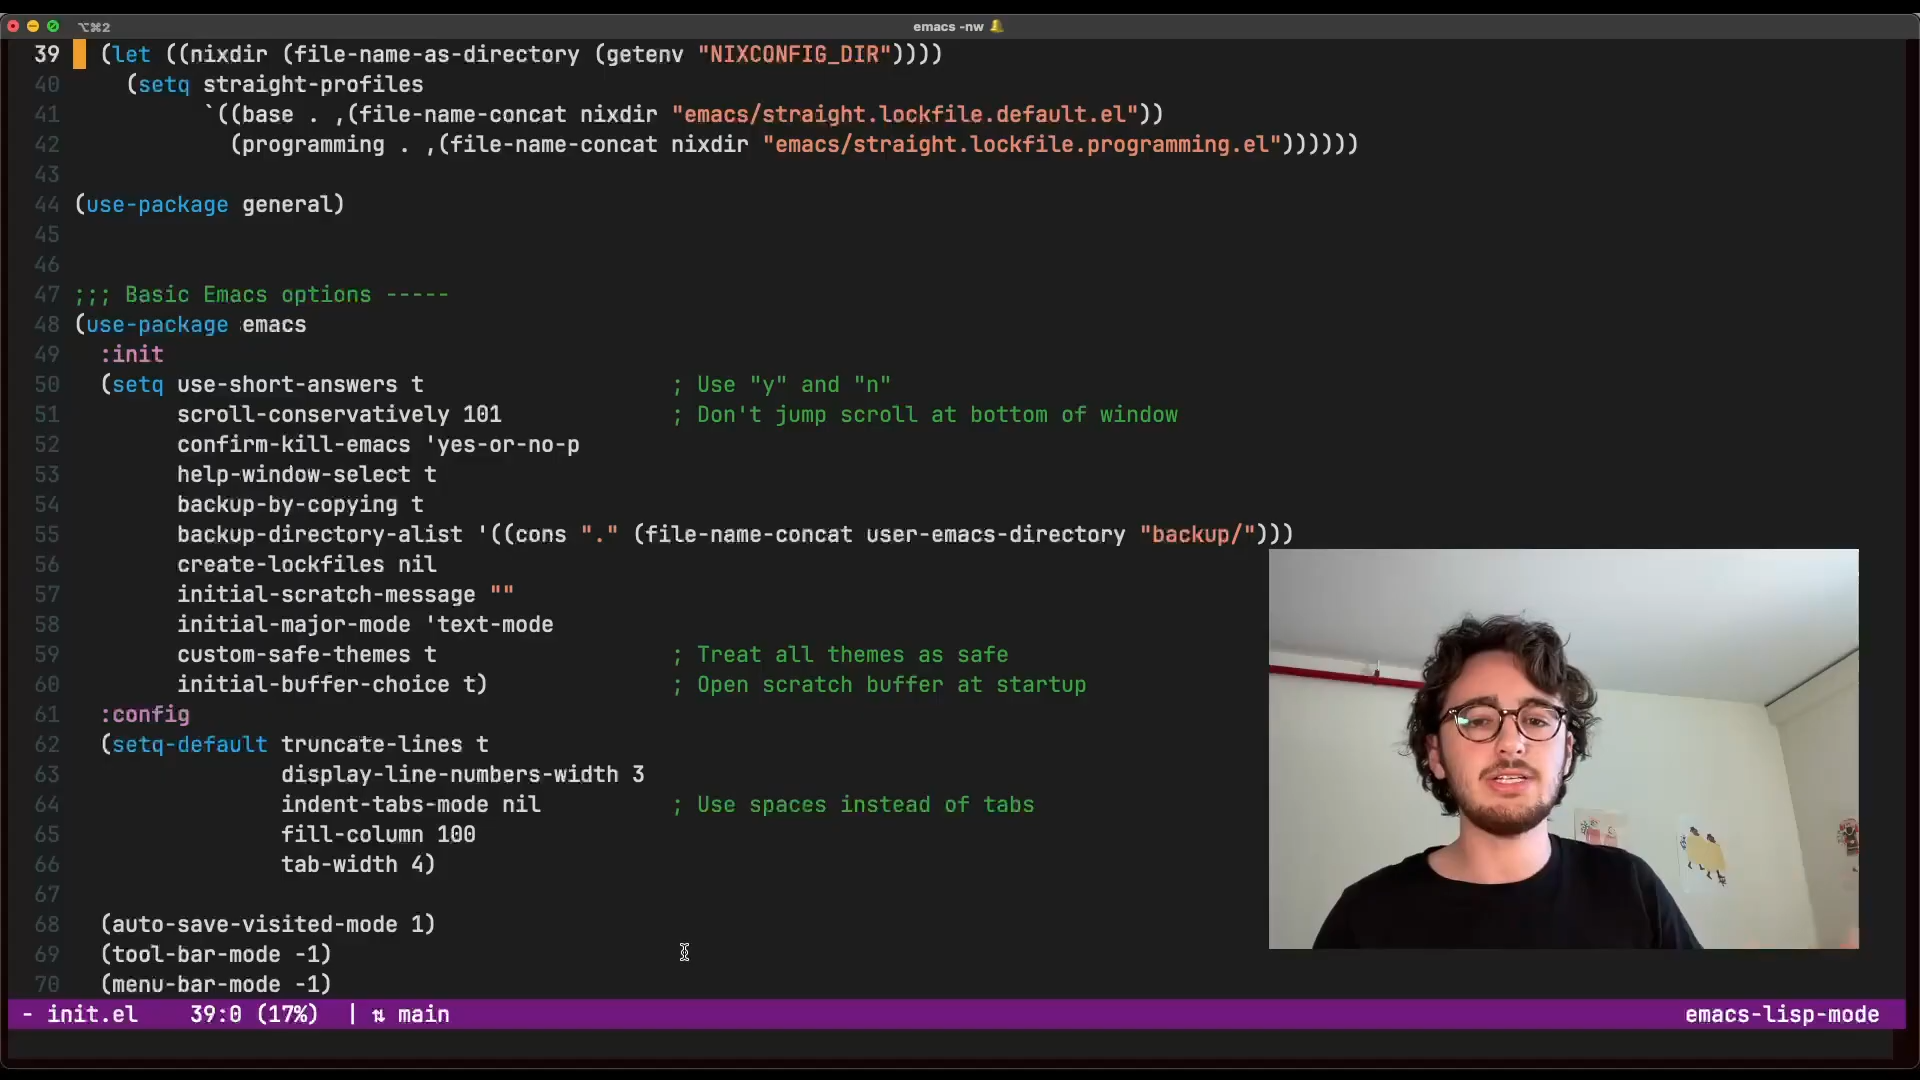 ⌥⌘2
emacs -nw 🔔
39 (let ((nixdir (file-name-as-directory (getenv "NIXCONFIG_DIR"))))
40 (setq straight-profiles
41 `((base . ,(file-name-concat nixdir "emacs/straight.lockfile.default.el"))
42 (programming . ,(file-name-concat nixdir "emacs/straight.lockfile.programming.el"))))))
43
44 (use-package general)
45
46
47 ;;; Basic Emacs options -----
48 (use-package emacs
49 :init
50 (setq use-short-answers t ; Use "y" and "n"
51 scroll-conservatively 101 ; Don't jump scroll at bottom of window
52 confirm-kill-emacs 'yes-or-no-p
53 help-window-select t
54 backup-by-copying t
55 backup-directory-alist '((cons "." (file-name-concat user-emacs-directory "backup/")))
56 create-lockfiles nil
57 initial-scratch-message ""
58 initial-major-mode 'text-mode
59 custom-safe-themes t ; Treat all themes as safe
60 initial-buffer-choice t) ; Open scratch buffer at startup
61 :config
62 (setq-default truncate-lines t
63 display-line-numbers-width 3
64 indent-tabs-mode nil ; Use spaces instead of tabs
65 fill-column 100
66 tab-width 4)
67
68 (auto-save-visited-mode 1)
69 (tool-bar-mode -1)
70 (menu-bar-mode -1)
- init.el 39:0 (17%) | ⇅ main emacs-lisp-mode